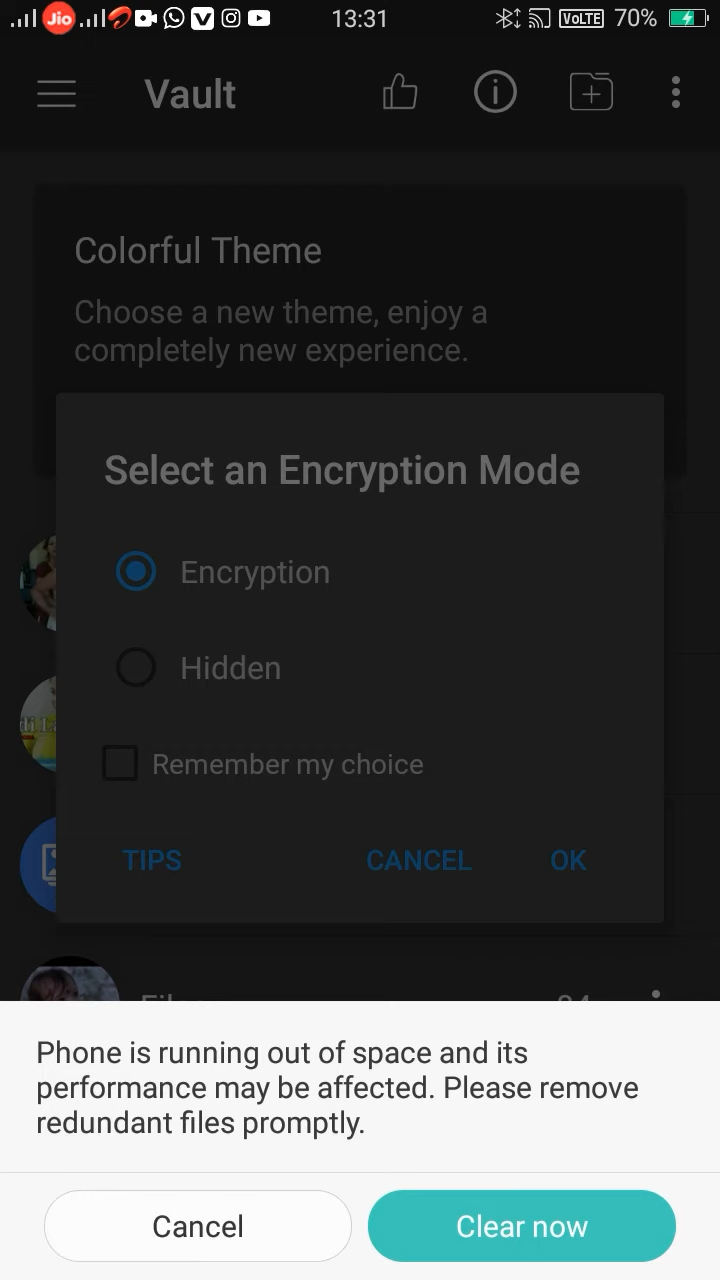 Jio
13:31
VoLTE
70%
Vault
Colorful Theme
Choose a new theme, enjoy a
completely new experience.
Select an Encryption Mode
Encryption
Hidden
Remember my choice
TIPS
CANCEL
OK
Phone is running out of space and its
performance may be affected. Please remove
redundant files promptly.
Cancel
Clear now